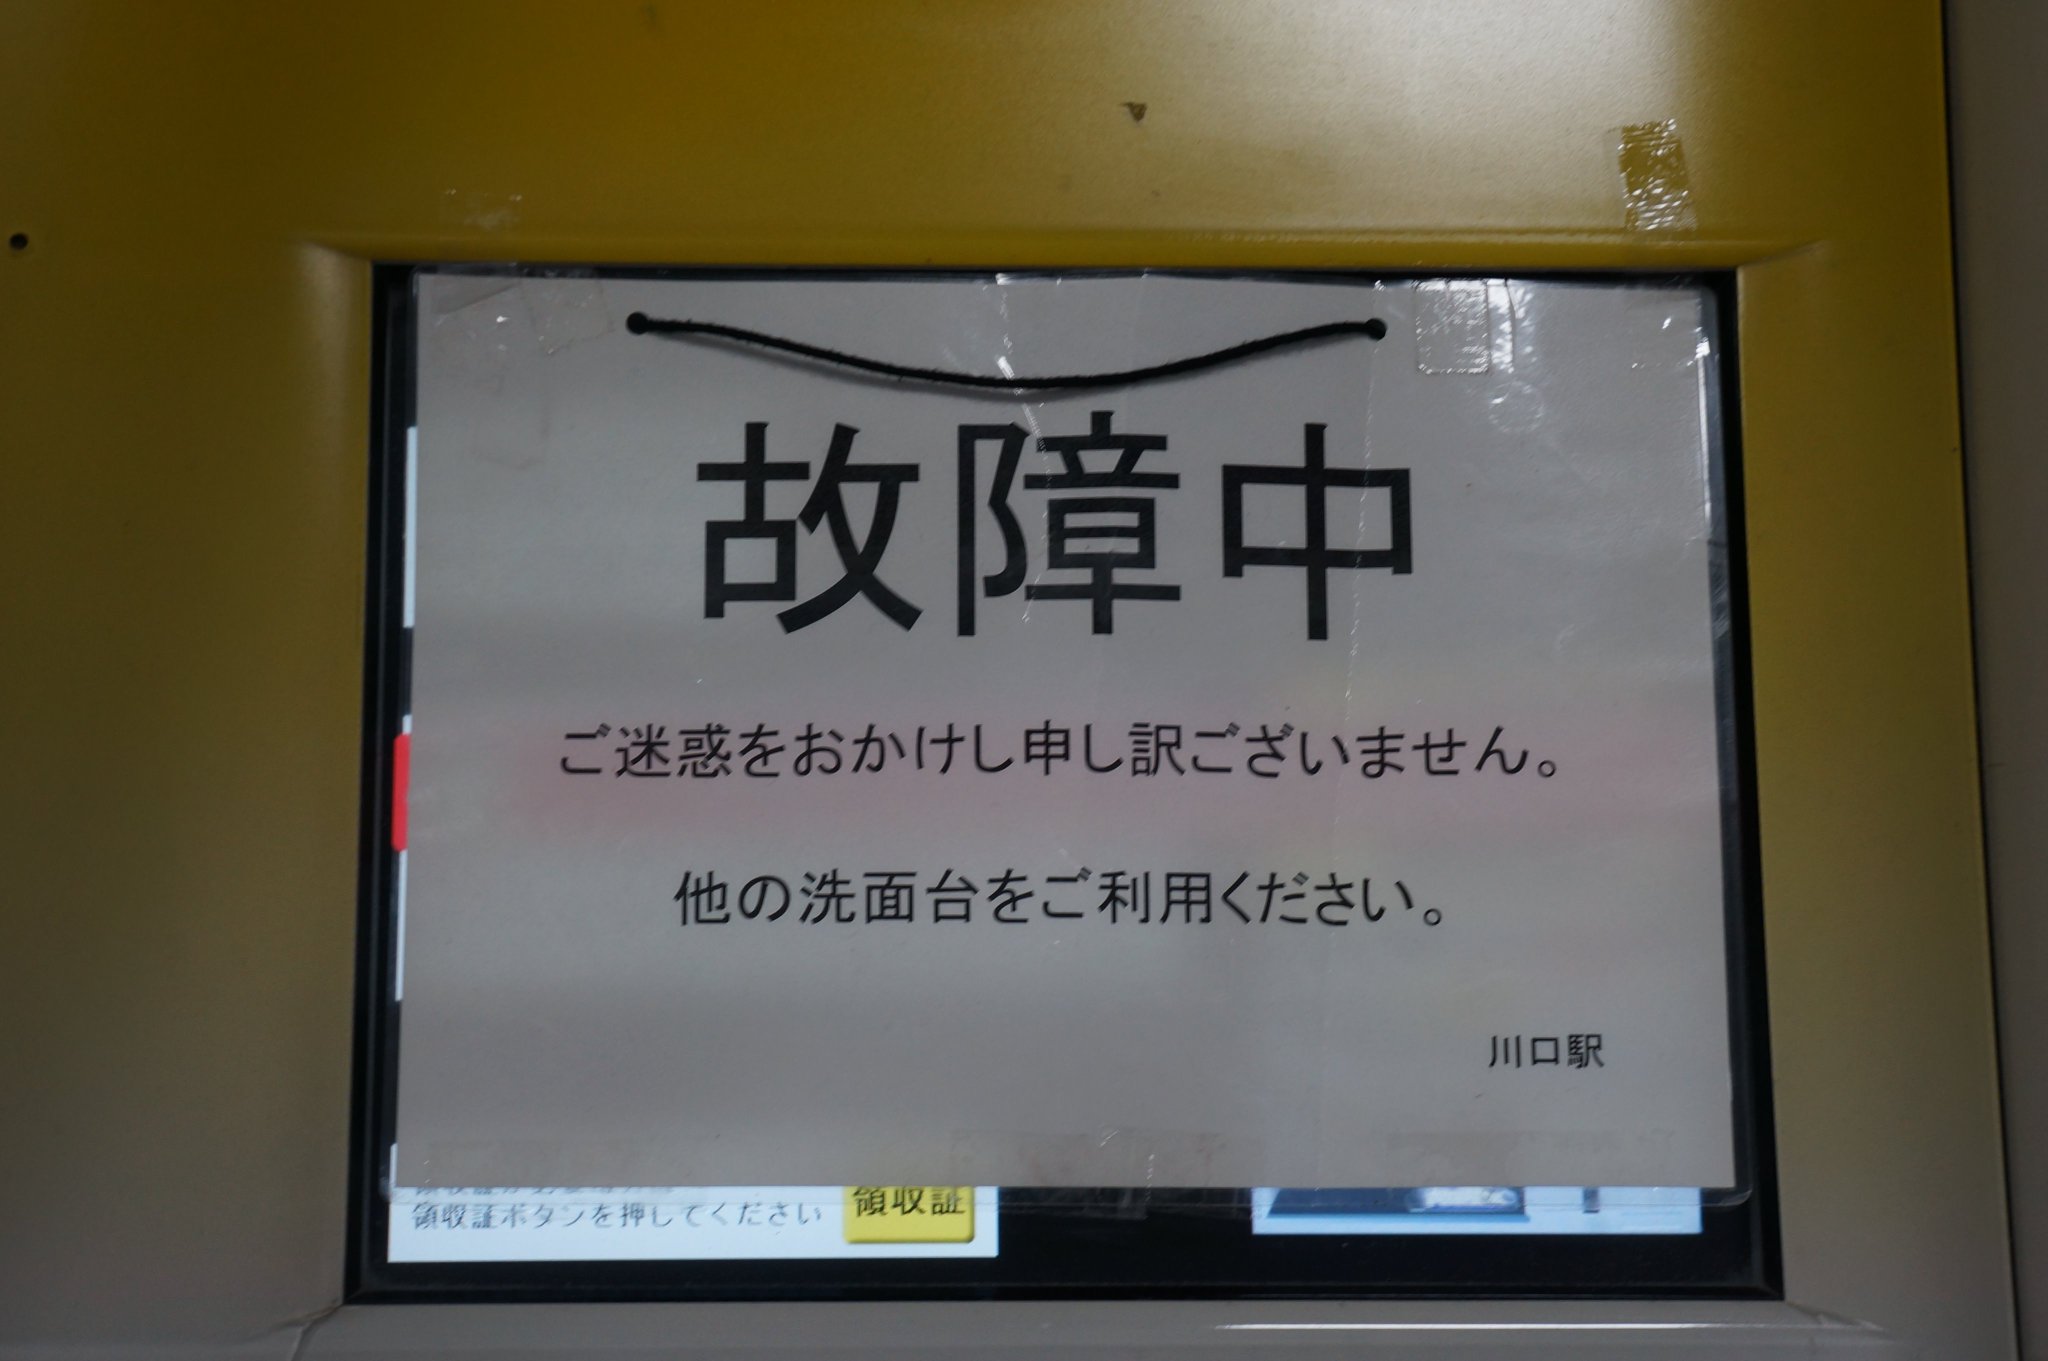 故障中
ご迷惑をおかけし申し訳ございません。
他の洗面台をご利用ください。
川口駅
領収証ボタンを押してください
領収証